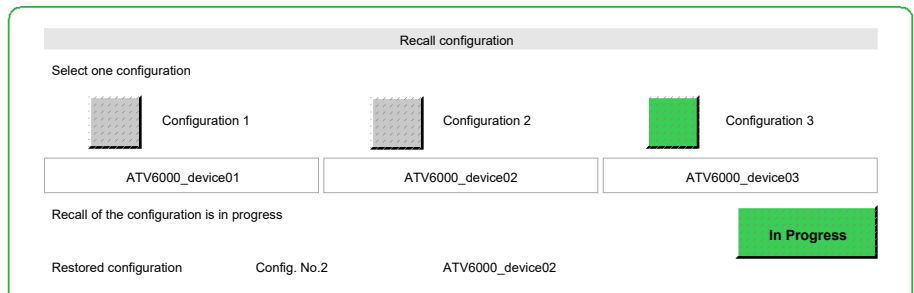 Recall configuration
Select one configuration
Configuration 1 Configuration 2 Configuration 3
ATV6000_device01 ATV6000_device02 ATV6000_device03
Recall of the configuration is in progress
In Progress
Restored configuration Config. No.2 ATV6000_device02